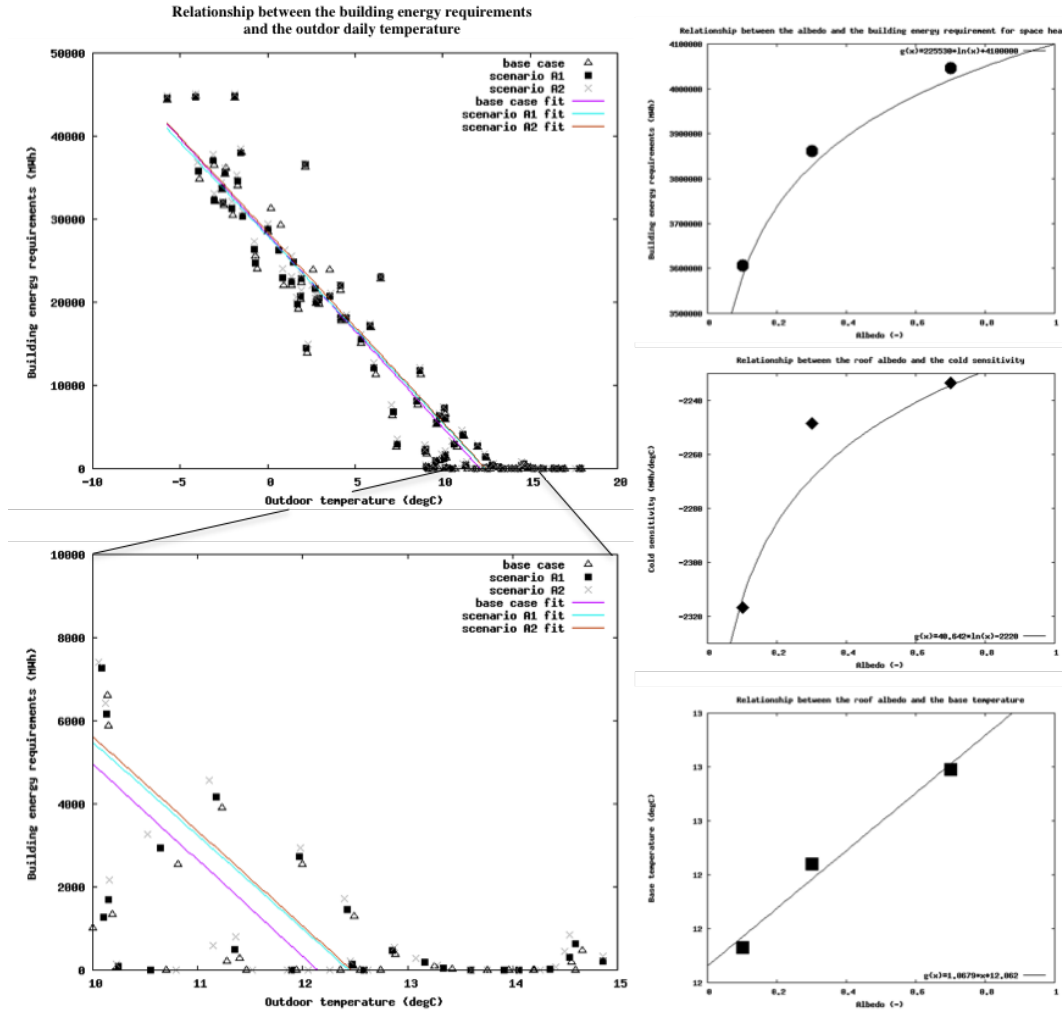 Relationship between the building energy requirements
and the outdor daily temperature
50000
40000
30000
20000
10000
0
Building energy requirements (MWh)
base case
scenario A1
scenario A2
base case fit
scenario A1 fit
scenario A2 fit
-10
-5
0
5
10
15
20
Outdoor temperature (degC)
10000
8000
6000
4000
2000
0
Building energy requirements (MWh)
base case
scenario A1
scenario A2
base case fit
scenario A1 fit
scenario A2 fit
10
11
12
13
14
15
Outdoor temperature (degC)
Relationship between the albedo and the building energy requirement for space hea
g(x)=225530*ln(x)+4100000
4100000
4000000
3900000
3800000
3700000
3600000
3500000
Building energy requirements (MWh)
0
0.2
0.4
0.6
0.8
1
Albedo (-)
Relationship between the roof albedo and the cold sensitivity
-2240
-2260
-2280
-2300
-2320
Cold sensitivity (MWh/degC)
g(x)=40.642*ln(x)-2220
0
0.2
0.4
0.6
0.8
1
Albedo (-)
Relationship between the roof albedo and the base temperature
13
13
13
12
12
12
Base temperature (degC)
g(x)=1.0679*x+12.062
0
0.2
0.4
0.6
0.8
1
Albedo (-)